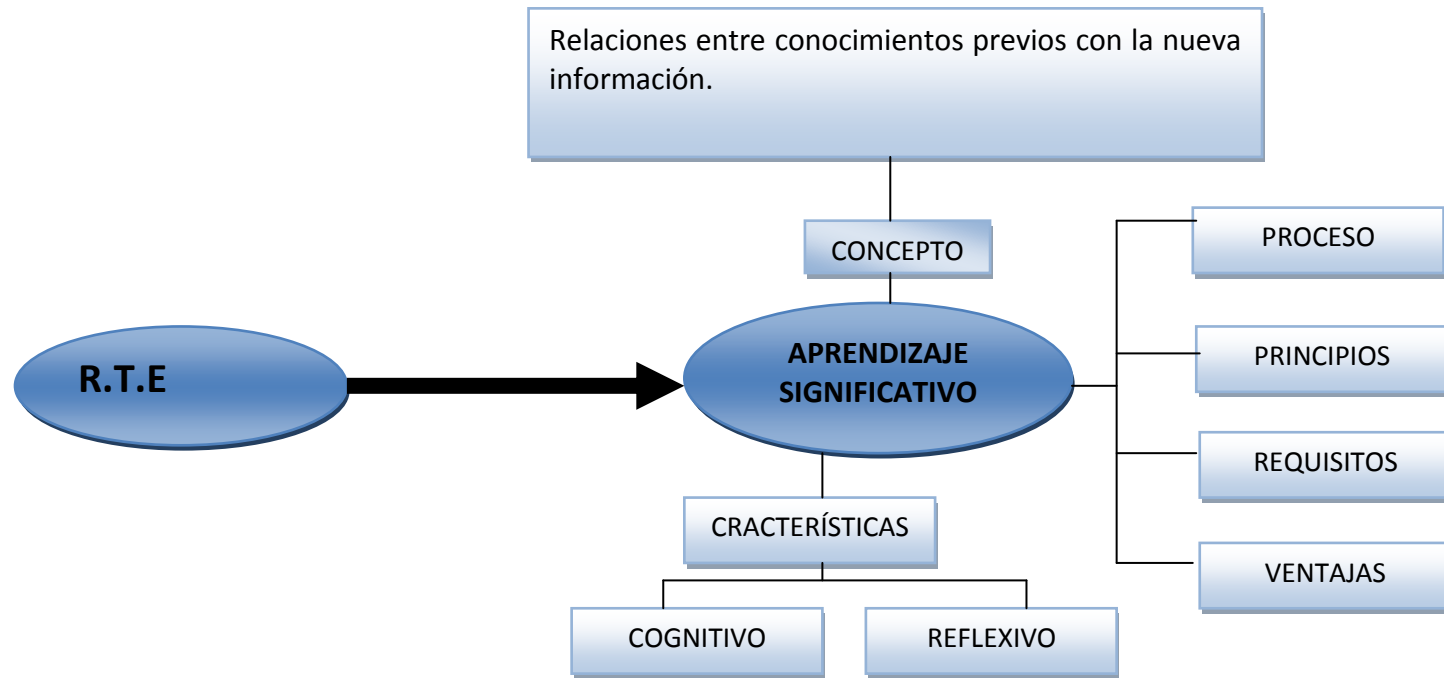 Relaciones entre conocimientos previos con la nueva
información.
CONCEPTO
PROCESO
PRINCIPIOS
REQUISITOS
VENTAJAS
R.T.E
APRENDIZAJE
SIGNIFICATIVO
CRACTERÍSTICAS
COGNITIVO
REFLEXIVO